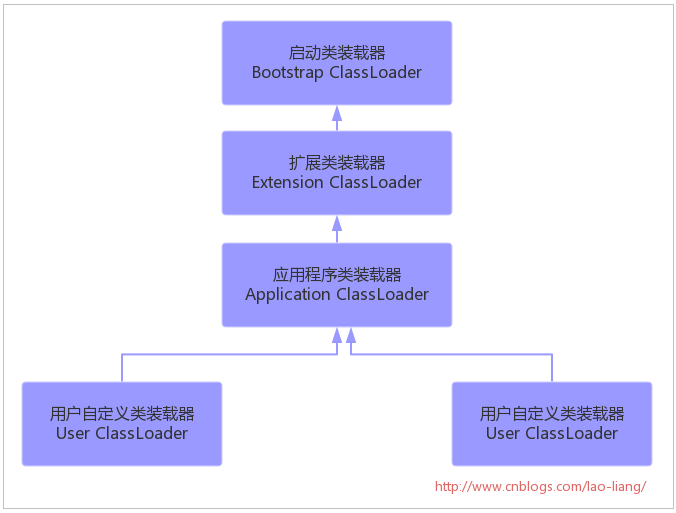 启动类装载器
Bootstrap ClassLoader
扩展类装载器
Extension ClassLoader
应用程序类装载器
Application ClassLoader
用户自定义类装载器
User ClassLoader
用户自定义类装载器
User ClassLoader
http://www.cnblogs.com/lao-liang/